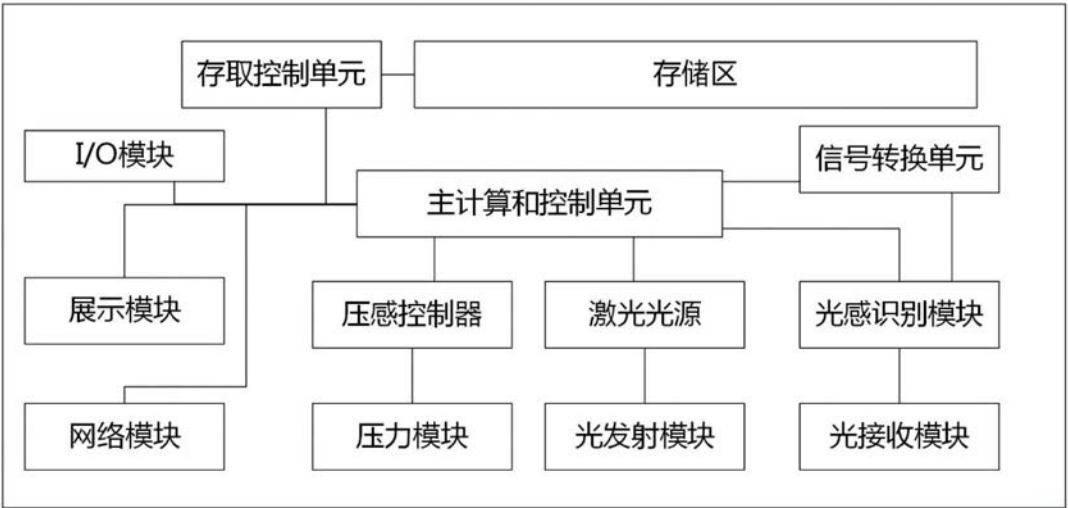 存取控制单元
存储区
I/O模块
信号转换单元
主计算和控制单元
展示模块
压感控制器
激光光源
光感识别模块
网络模块
压力模块
光发射模块
光接收模块